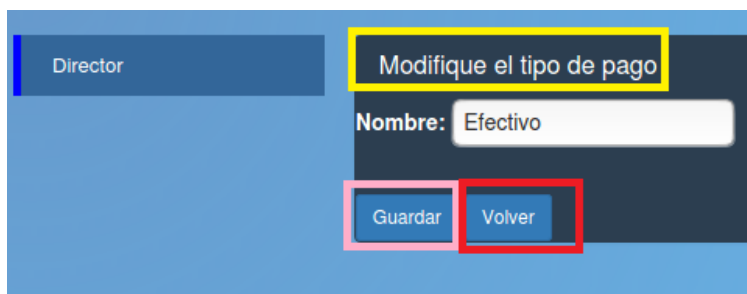 Director
Modifique el tipo de pago
Nombre: Efectivo
Guardar Volver